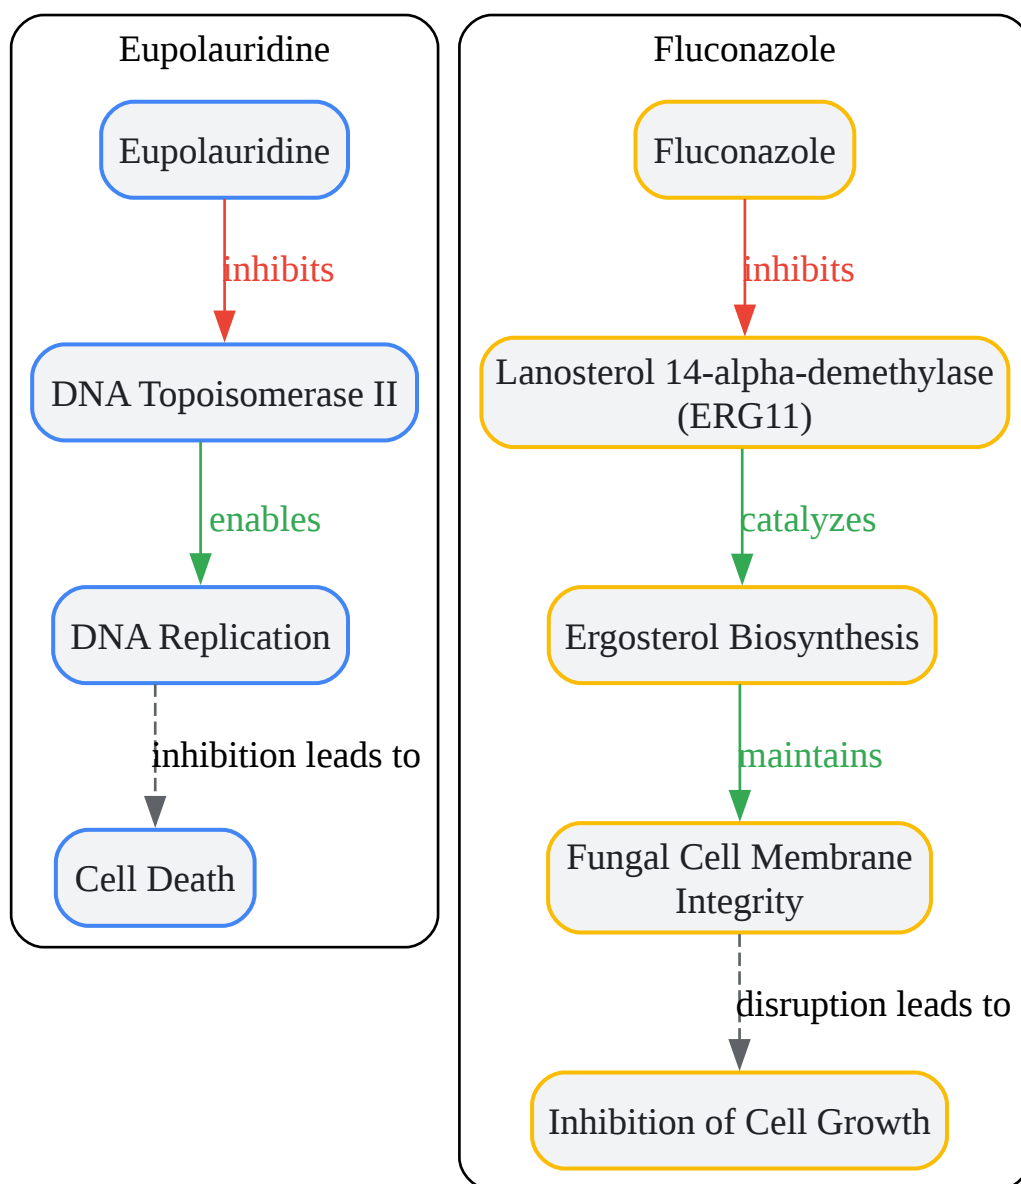 Eupolauridine
Eupolauridine
inhibits
DNA Topoisomerase II
enables
DNA Replication
inhibition leads to
Cell Death
Fluconazole
Fluconazole
inhibits
Lanosterol 14-alpha-demethylase
(ERG11)
catalyzes
Ergosterol Biosynthesis
maintains
Fungal Cell Membrane
Integrity
disruption leads to
Inhibition of Cell Growth